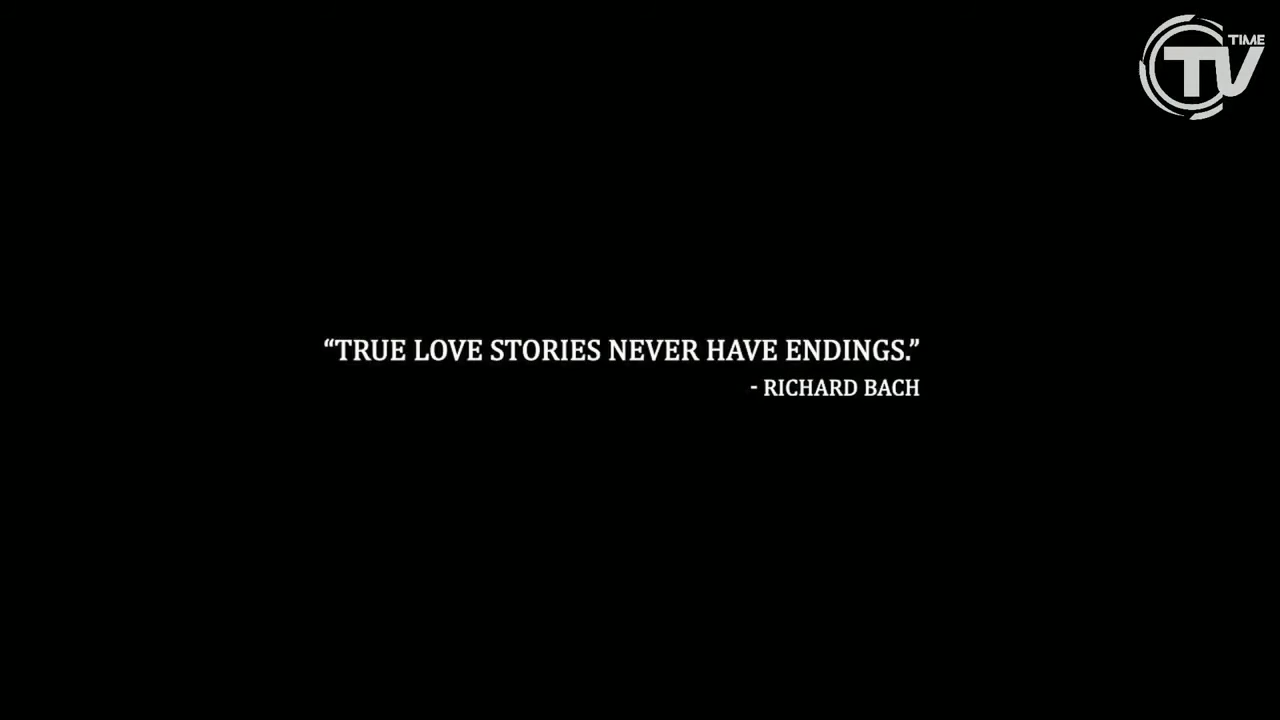 TIME
TV
“TRUE LOVE STORIES NEVER HAVE ENDINGS.”
- RICHARD BACH